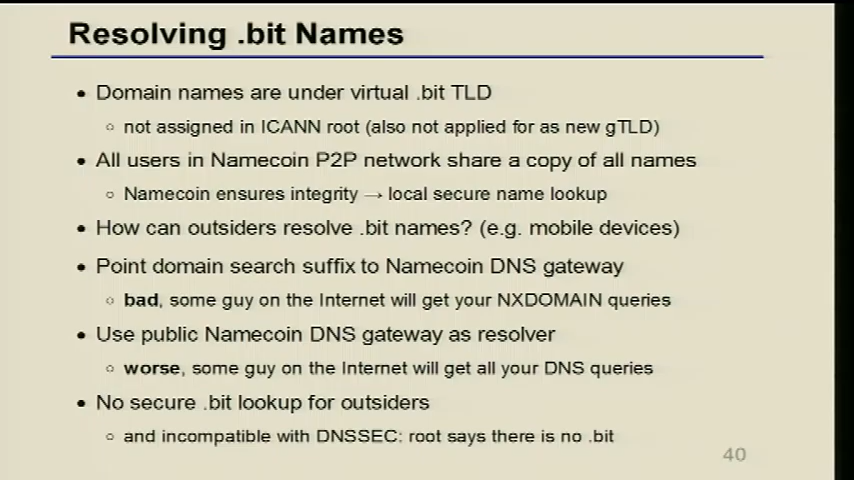 Resolving .bit Names
• Domain names are under virtual .bit TLD
○ not assigned in ICANN root (also not applied for as new gTLD)
• All users in Namecoin P2P network share a copy of all names
○ Namecoin ensures integrity → local secure name lookup
• How can outsiders resolve .bit names? (e.g. mobile devices)
• Point domain search suffix to Namecoin DNS gateway
○ bad, some guy on the Internet will get your NXDOMAIN queries
• Use public Namecoin DNS gateway as resolver
○ worse, some guy on the Internet will get all your DNS queries
• No secure .bit lookup for outsiders
○ and incompatible with DNSSEC: root says there is no .bit
40